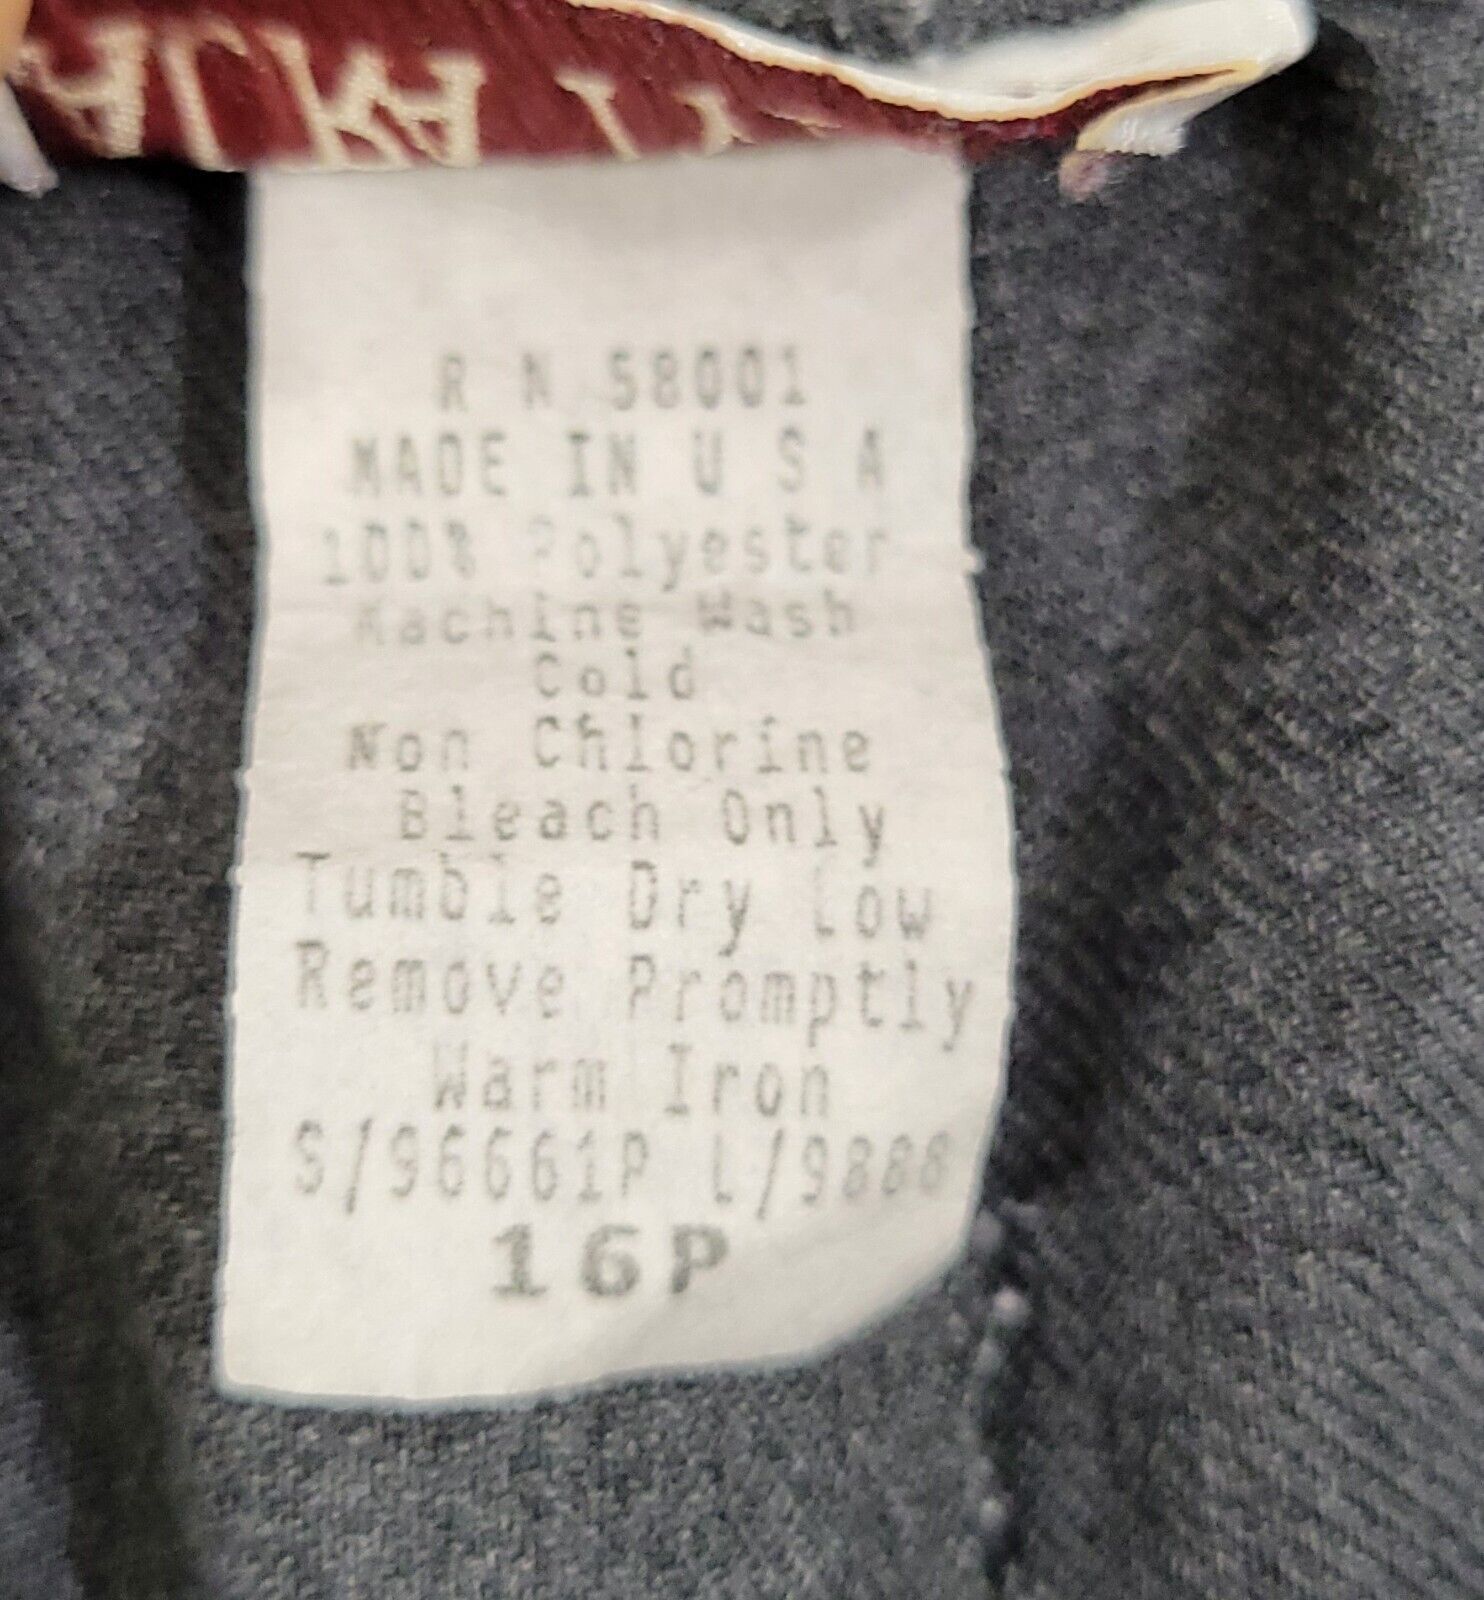 R N 58001
MADE IN U S A
100% Polyester
Machine Wash
Cold
Non Chlorine
Bleach Only
Tumble Dry Low
Remove Promptly
Warm Iron
S/96661P L/9888
16P